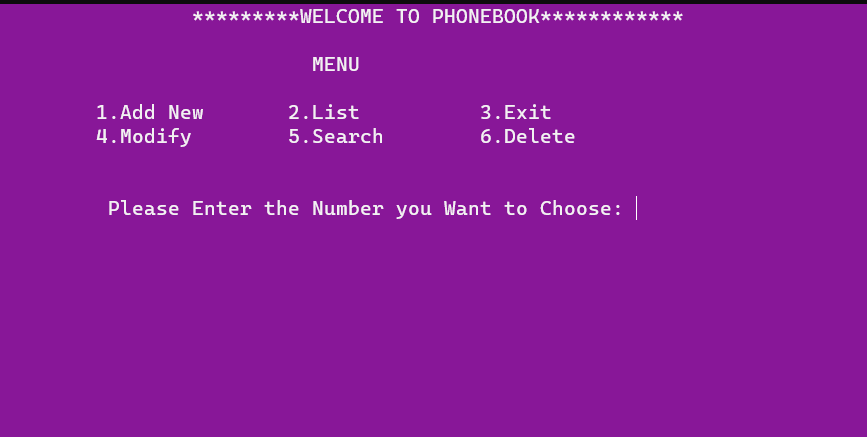 *********WELCOME TO PHONEBOOK************
MENU
1.Add New 2.List 3.Exit
4.Modify 5.Search 6.Delete
Please Enter the Number you Want to Choose: